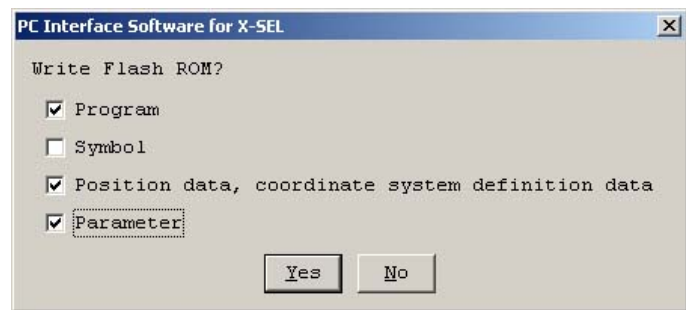 PC Interface Software for X-SEL
Write Flash ROM?
Program
Symbol
Position data, coordinate system definition data
Parameter
Yes No